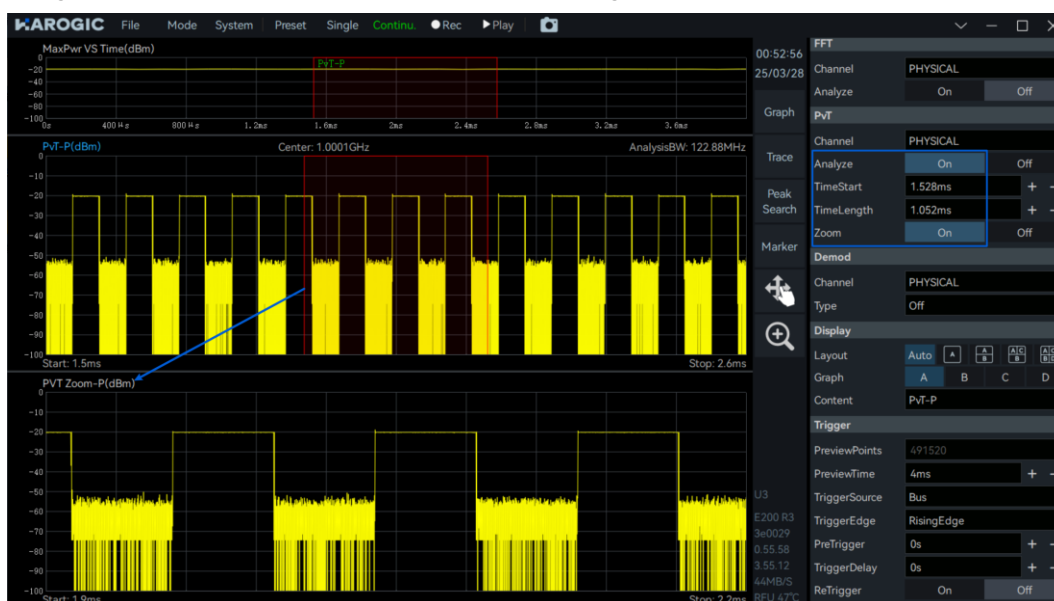 HAROGIC File Mode System Preset Single Continu. Rec Play
MaxPwr VS Time(dBm)
PvT-P
0
-20
-40
-60
-80
-100
0s 400μs 800μs 1.2ms 1.6ms 2ms 2.4ms 2.8ms 3.2ms 3.6ms
PvT-P(dBm) Center: 1.0001GHz AnalysisBW: 122.88MHz
0
-10
-20
-30
-40
-50
-60
-70
-80
-90
-100
Start: 1.5ms Stop: 2.6ms
PVT Zoom-P(dBm)
0
-10
-20
-30
-40
-50
-60
-70
-80
-90
-100
Start: 1.9ms Stop: 2.2ms
00:52:56
25/03/28
Graph
Trace
Peak
Search
Marker
U3
E200 R3
3e0029
0.55.58
3.55.12
44MB/S
RFU 47°C
FFT
Channel PHYSICAL
Analyze On Off
PvT
Channel PHYSICAL
Analyze On Off
TimeStart 1.528ms + -
TimeLength 1.052ms + -
Zoom On Off
Demod
Channel PHYSICAL
Type Off
Display
Layout Auto A A B A C B A C B D
Graph A B C D
Content PvT-P
Trigger
PreviewPoints 491520
PreviewTime 4ms + -
TriggerSource Bus
TriggerEdge RisingEdge
PreTrigger 0s + -
TriggerDelay 0s + -
ReTrigger On Off